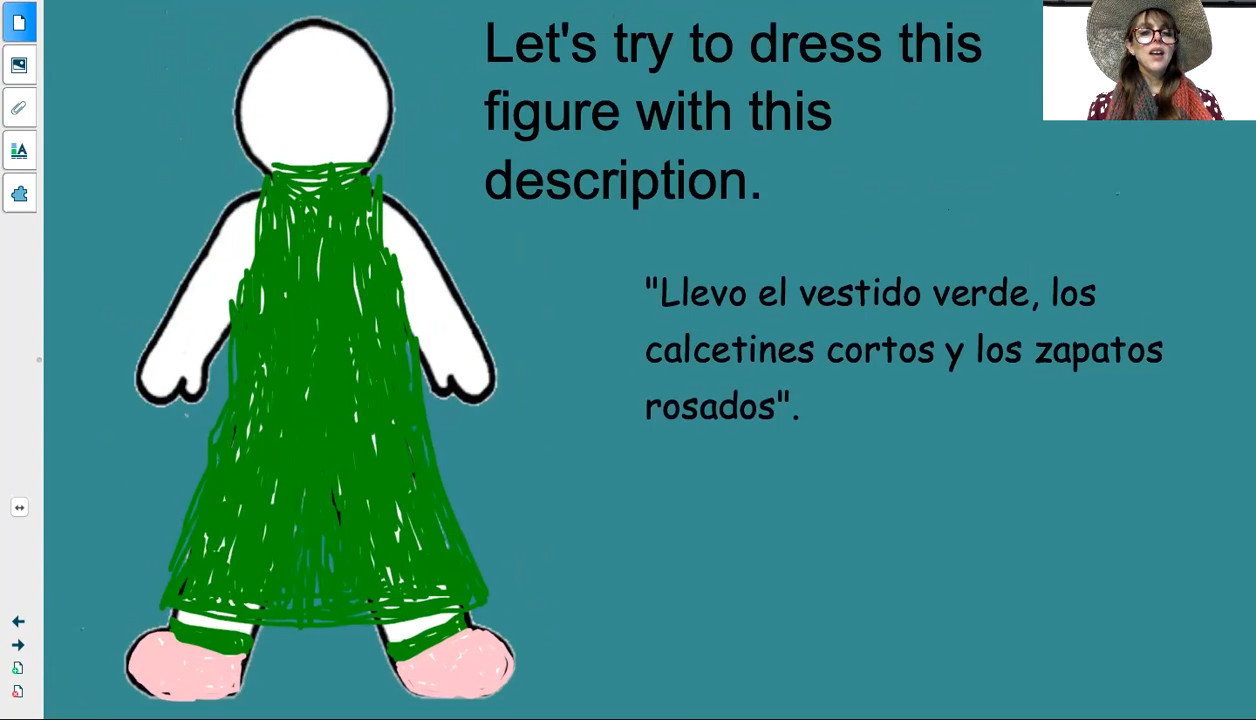 Let's try to dress this
figure with this
description.
"Llevo el vestido verde, los
calcetines cortos y los zapatos
rosados".